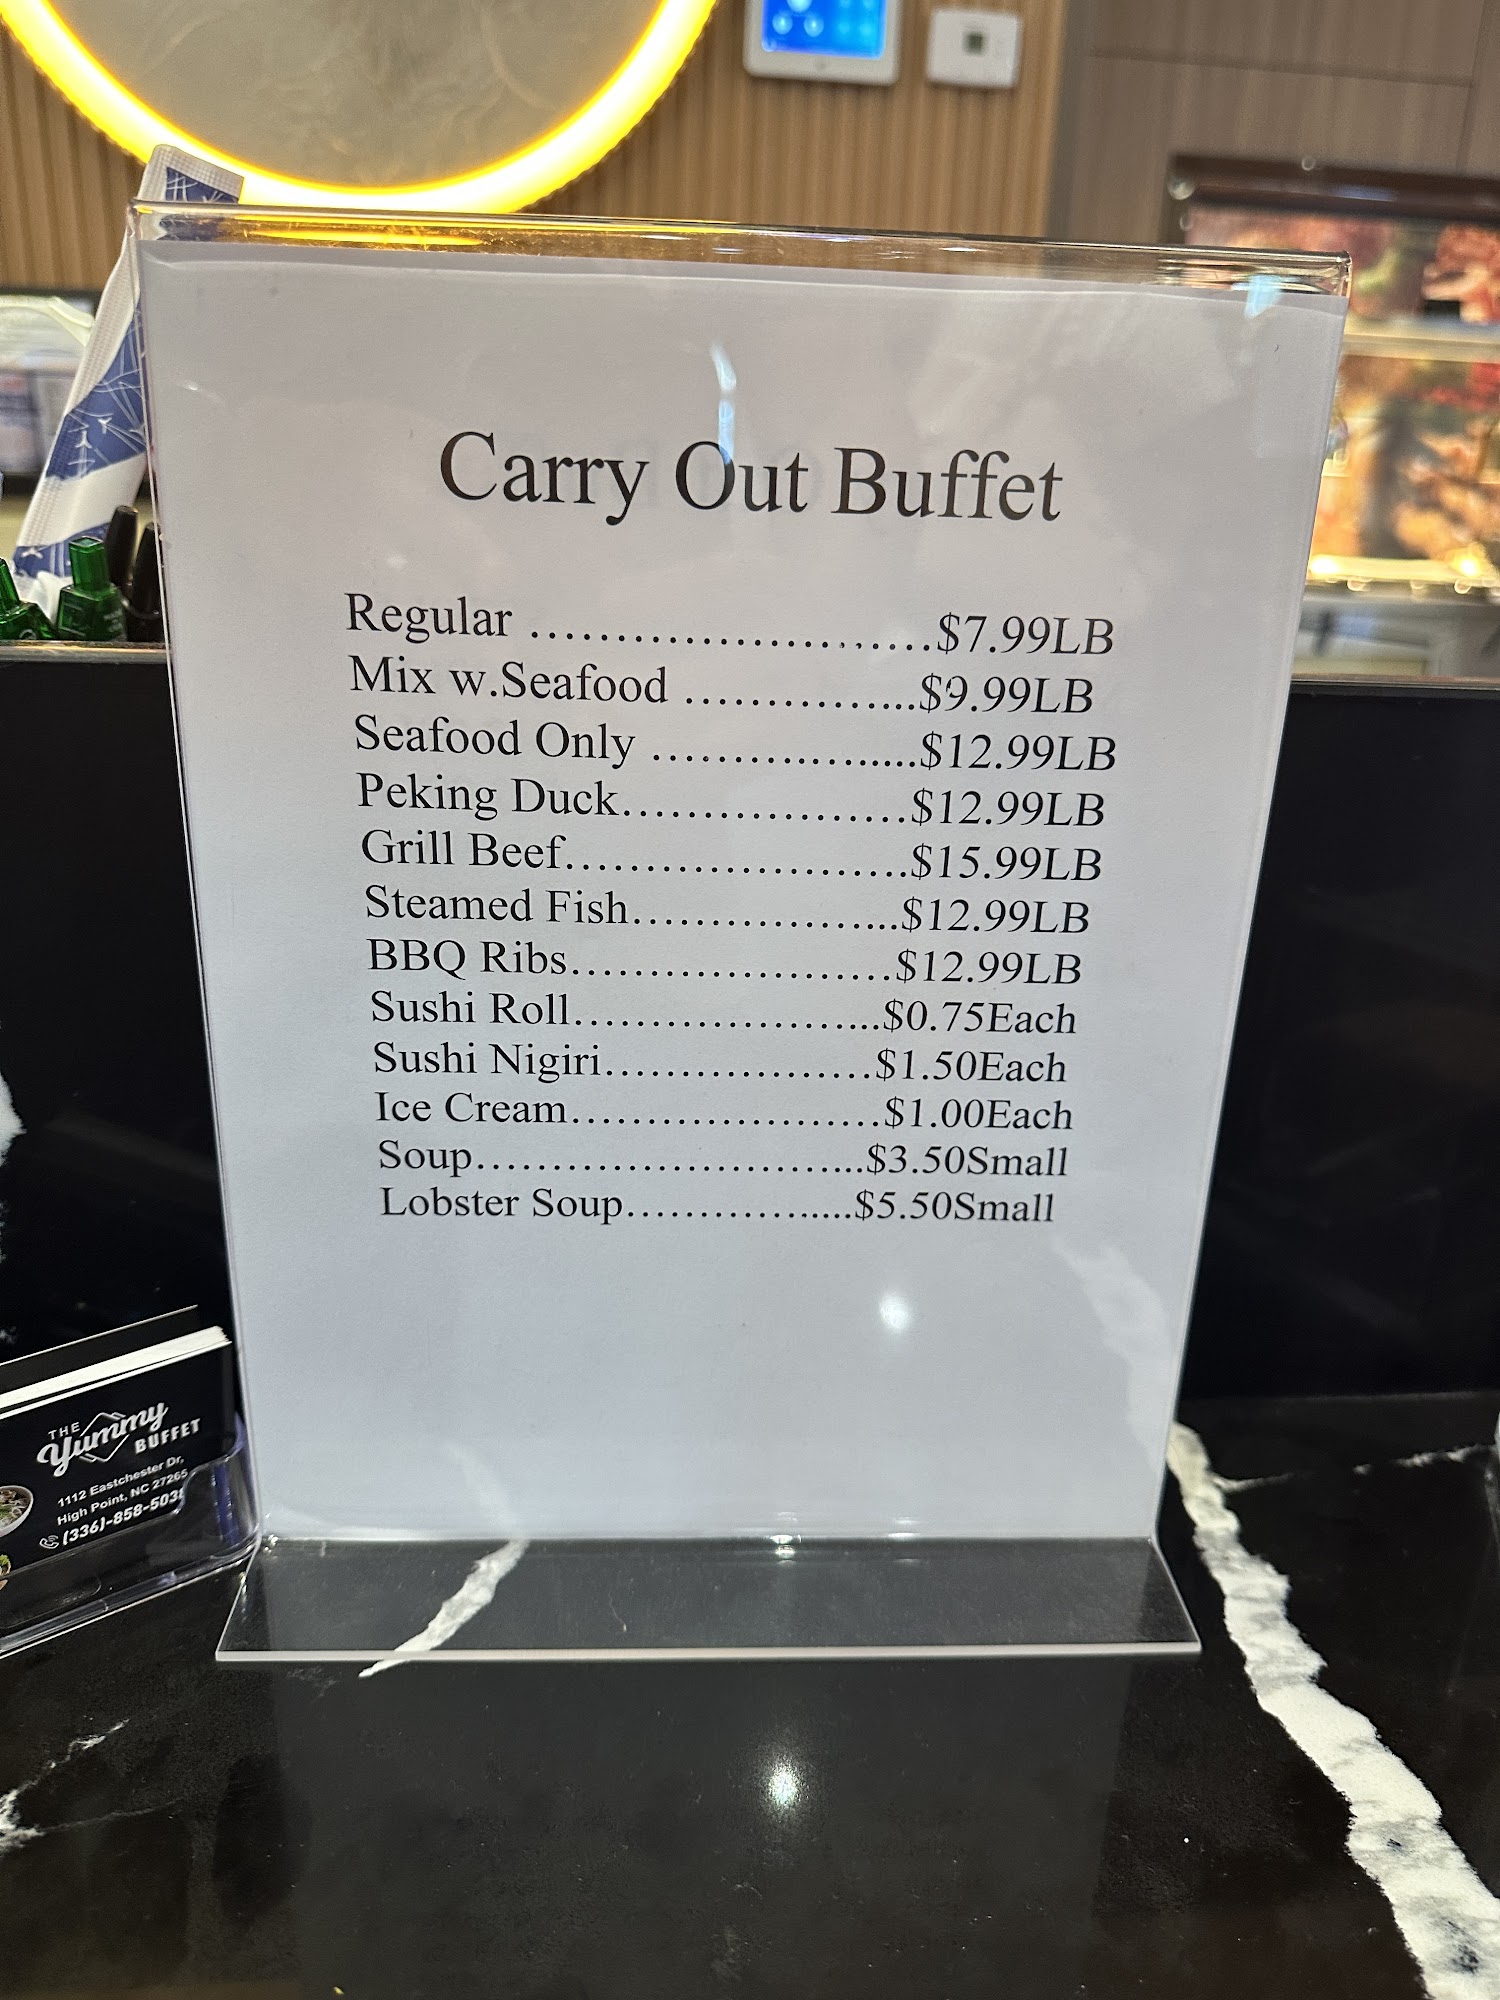 Carry Out Buffet
Regular ........................$7.99LB
Mix w.Seafood ................$9.99LB
Seafood Only ..................$12.99LB
Peking Duck..................$12.99LB
Grill Beef......................$15.99LB
Steamed Fish...................$12.99LB
BBQ Ribs.....................$12.99LB
Sushi Roll....................$0.75Each
Sushi Nigiri..................$1.50Each
Ice Cream.....................$1.00Each
Soup..........................$3.50Small
Lobster Soup.................$5.50Small
THE
Yummy
BUFFET
1112 Eastchester Dr,
High Point, NC 27265